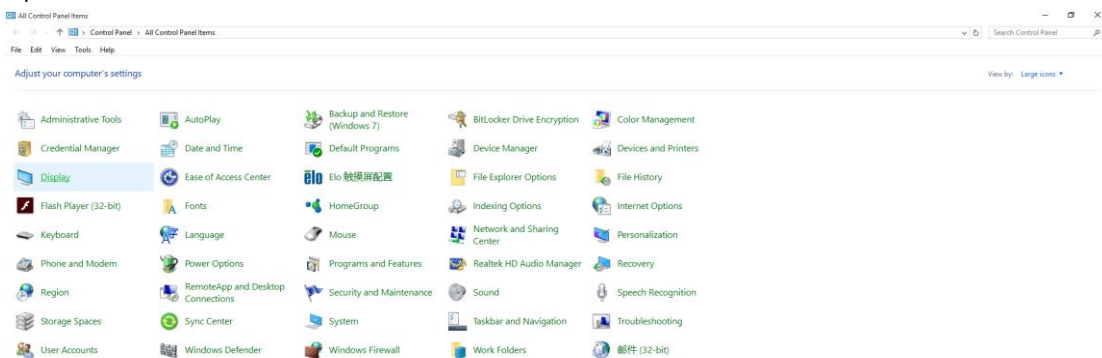 All Control Panel Items
Control Panel > All Control Panel Items
Search Control Panel
File Edit View Tools Help
Adjust your computer's settings
View by: Large icons
Administrative Tools
AutoPlay
Backup and Restore
(Windows 7)
BitLocker Drive Encryption
Color Management
Credential Manager
Date and Time
Default Programs
Device Manager
Devices and Printers
Display
Ease of Access Center
elo Elo 触摸屏配置
File Explorer Options
File History
Flash Player (32-bit)
Fonts
HomeGroup
Indexing Options
Internet Options
Keyboard
Language
Mouse
Network and Sharing
Center
Personalization
Phone and Modem
Power Options
Programs and Features
Realtek HD Audio Manager
Recovery
Region
RemoteApp and Desktop
Connections
Security and Maintenance
Sound
Speech Recognition
Storage Spaces
Sync Center
System
Taskbar and Navigation
Troubleshooting
User Accounts
Windows Defender
Windows Firewall
Work Folders
邮件 (32-bit)